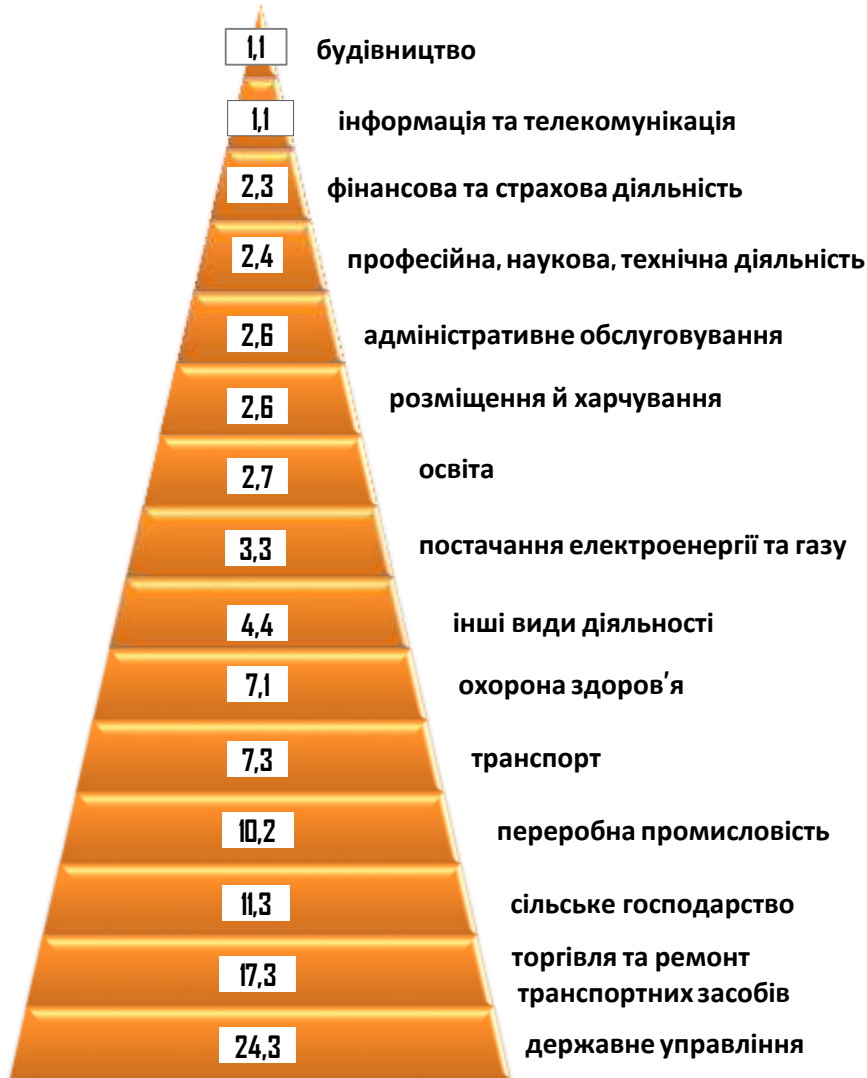 1,1 будівництво
1,1 інформація та телекомунікація
2,3 фінансова та страхова діяльність
2,4 професійна, наукова, технічна діяльність
2,6 адміністративне обслуговування
2,6 розміщення й харчування
2,7 освіта
3,3 постачання електроенергії та газу
4,4 інші види діяльності
7,1 охорона здоров'я
7,3 транспорт
10,2 переробна промисловість
11,3 сільське господарство
17,3 торгівля та ремонт
транспортних засобів
24,3 державне управління